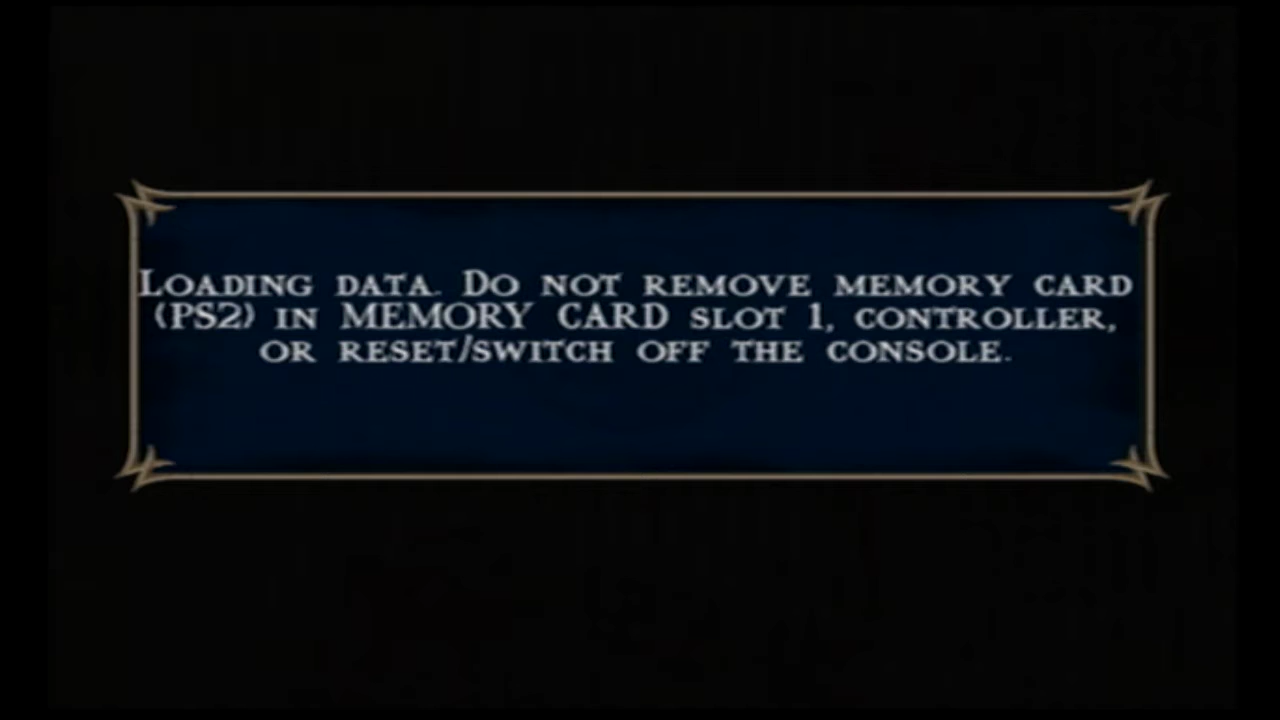 Loading data. Do not remove memory card
(PS2) in MEMORY CARD slot 1, controller,
or reset/switch off the console.